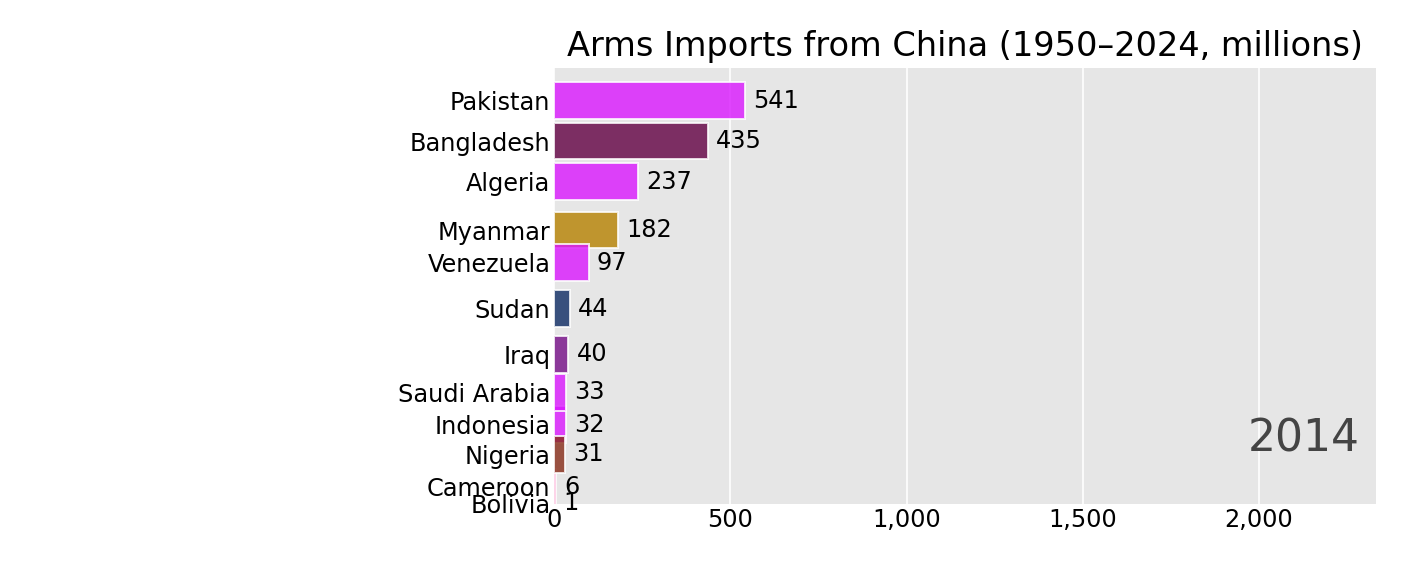 Arms Imports from China (1950–2024, millions)
Pakistan 541
Bangladesh 435
Algeria 237
Myanmar 182
Venezuela 97
Sudan 44
Iraq 40
Saudi Arabia 33
Indonesia 32
2014
Nigeria 31
Cameroon 6
Bolivia 1
0 500 1,000 1,500 2,000